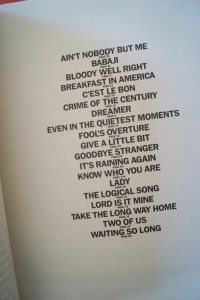 AIN'T NOBODY BUT ME
BABAJI
BLOODY WELL RIGHT
BREAKFAST IN AMERICA
C'EST LE BON
CRIME OF THE CENTURY
DREAMER
EVEN IN THE QUIETEST MOMENTS
FOOL'S OVERTURE
GIVE A LITTLE BIT
GOODBYE STRANGER
IT'S RAINING AGAIN
KNOW WHO YOU ARE
LADY
THE LOGICAL SONG
LORD IS IT MINE
TAKE THE LONG WAY HOME
TWO OF US
WAITING SO LONG